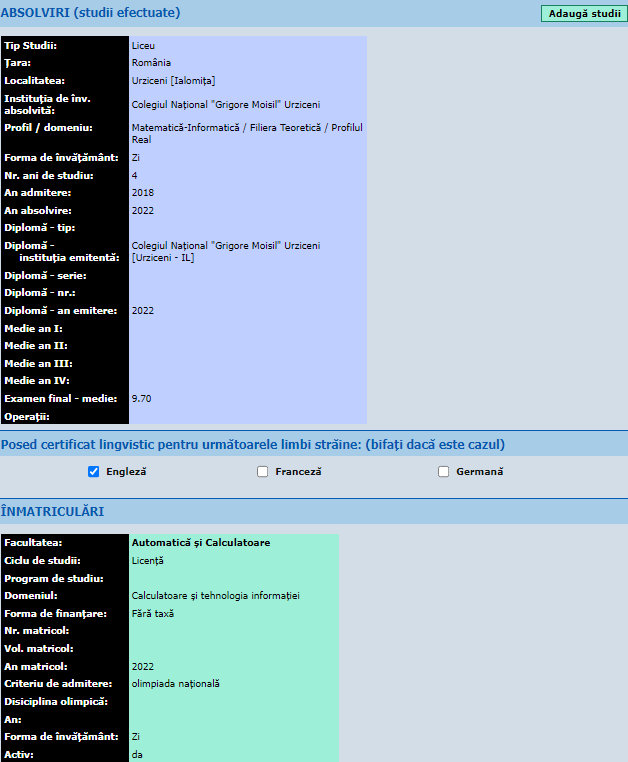 ABSOLVIRI (studii efectuate)
Adaugă studii
Tip Studii: Liceu
Țara: România
Localitatea: Urziceni [Ialomița]
Instituția de înv. absolvită: Colegiul Național "Grigore Moisil" Urziceni
Profil / domeniu: Matematică-Informatică / Filiera Teoretică / Profilul
Real
Forma de învățământ: Zi
Nr. ani de studiu: 4
An admitere: 2018
An absolvire: 2022
Diplomă - tip:
Diplomă - instituția emitentă: Colegiul Național "Grigore Moisil" Urziceni
[Urziceni - IL]
Diplomă - serie:
Diplomă - nr.:
Diplomă - an emitere: 2022
Medie an I:
Medie an II:
Medie an III:
Medie an IV:
Examen final - medie: 9.70
Operații:
Posed certificat lingvistic pentru următoarele limbi străine: (bifați dacă este cazul)
Engleză Franceză Germană
ÎNMATRICULĂRI
Facultatea: Automatică și Calculatoare
Ciclu de studii: Licență
Program de studiu:
Domeniul: Calculatoare și tehnologia informației
Forma de finanțare: Fără taxă
Nr. matricol:
Vol. matricol:
An matricol: 2022
Criteriu de admitere: olimpiada națională
Disiciplina olimpică:
An:
Forma de învățământ: Zi
Activ: da